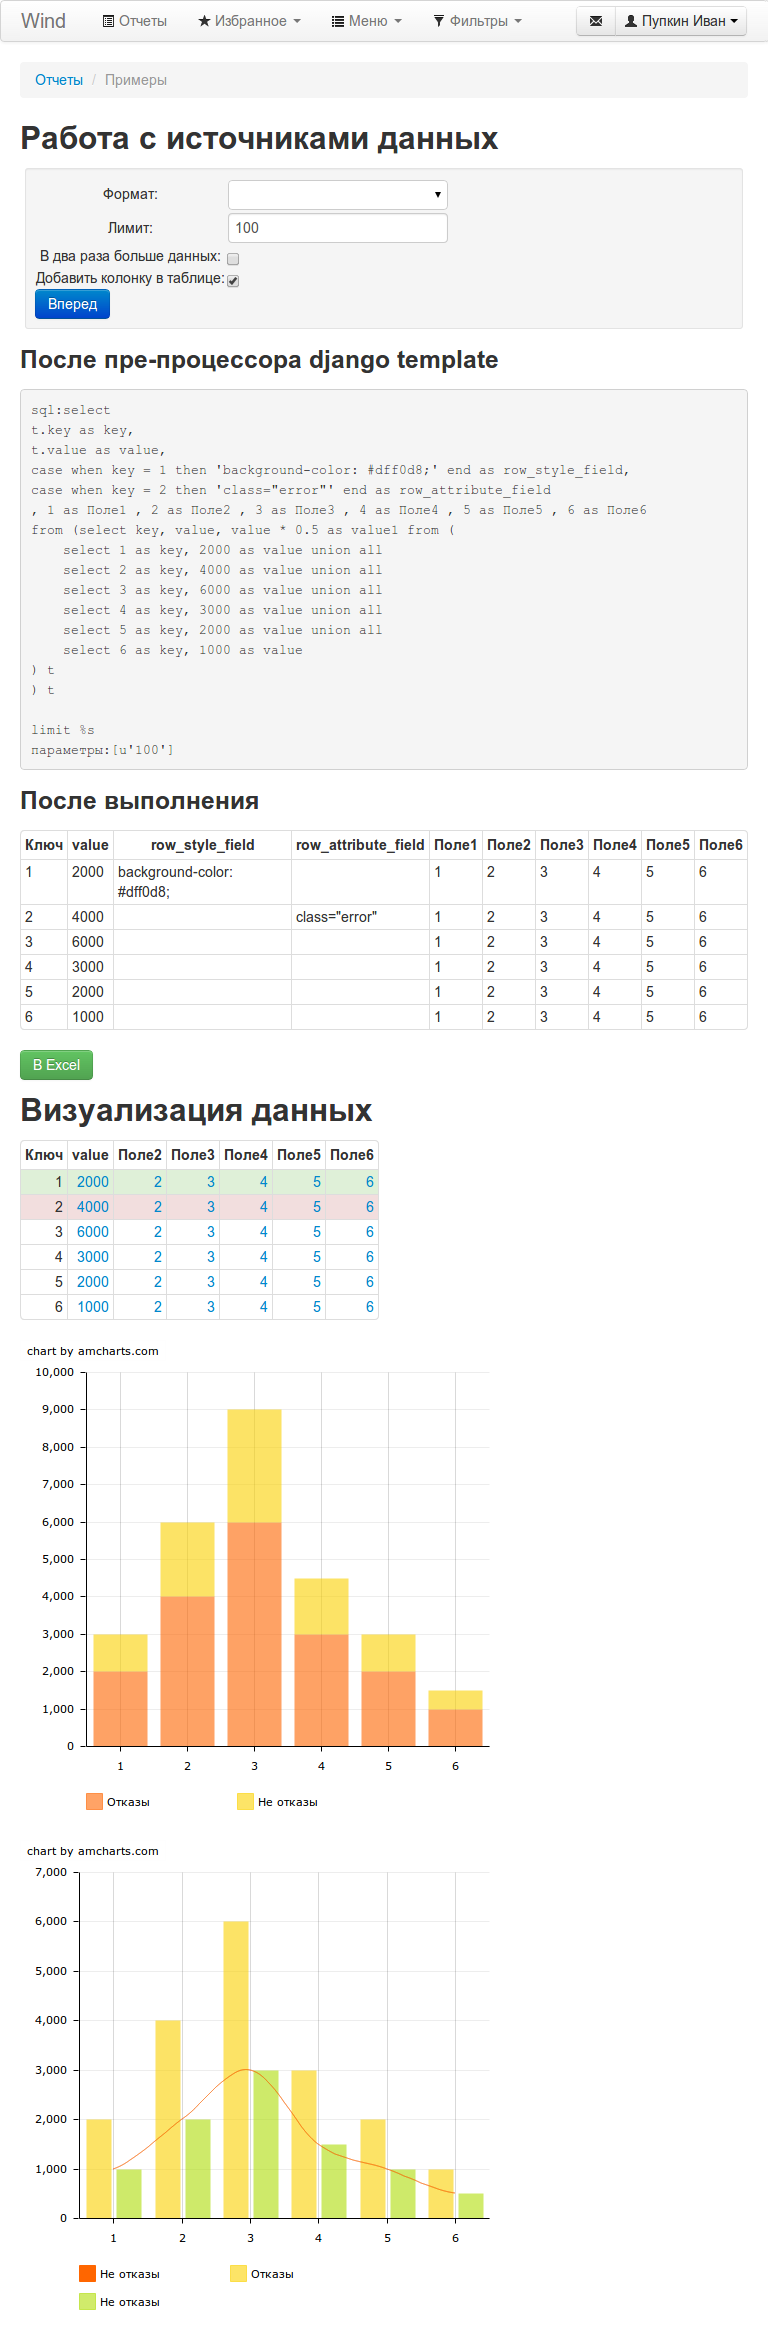 Wind Отчеты Избранное Меню Фильтры Пупкин Иван
Отчеты / Примеры
Работа с источниками данных
Формат:
Лимит: 100
В два раза больше данных:
Добавить колонку в таблице:
Вперед
После пре-процессора django template
sql:select
t.key as key,
t.value as value,
case when key = 1 then 'background-color: #dff0d8;' end as row_style_field,
case when key = 2 then 'class="error"' end as row_attribute_field
, 1 as Поле1 , 2 as Поле2 , 3 as Поле3 , 4 as Поле4 , 5 as Поле5 , 6 as Поле6
from (select key, value, value * 0.5 as value1 from (
    select 1 as key, 2000 as value union all
    select 2 as key, 4000 as value union all
    select 3 as key, 6000 as value union all
    select 4 as key, 3000 as value union all
    select 5 as key, 2000 as value union all
    select 6 as key, 1000 as value
) t
) t
limit %s
параметры:[u'100']
После выполнения
Ключ value row_style_field row_attribute_field Поле1 Поле2 Поле3 Поле4 Поле5 Поле6
1 2000 background-color: 1 2 3 4 5 6
#dff0d8;
2 4000 class="error" 1 2 3 4 5 6
3 6000 1 2 3 4 5 6
4 3000 1 2 3 4 5 6
5 2000 1 2 3 4 5 6
6 1000 1 2 3 4 5 6
В Excel
Визуализация данных
Ключ value Поле2 Поле3 Поле4 Поле5 Поле6
1 2000 2 3 4 5 6
2 4000 2 3 4 5 6
3 6000 2 3 4 5 6
4 3000 2 3 4 5 6
5 2000 2 3 4 5 6
6 1000 2 3 4 5 6
chart by amcharts.com
10,000
9,000
8,000
7,000
6,000
5,000
4,000
3,000
2,000
1,000
0
1 2 3 4 5 6
Отказы Не отказы
chart by amcharts.com
7,000
6,000
5,000
4,000
3,000
2,000
1,000
0
1 2 3 4 5 6
Не отказы Отказы
Не отказы